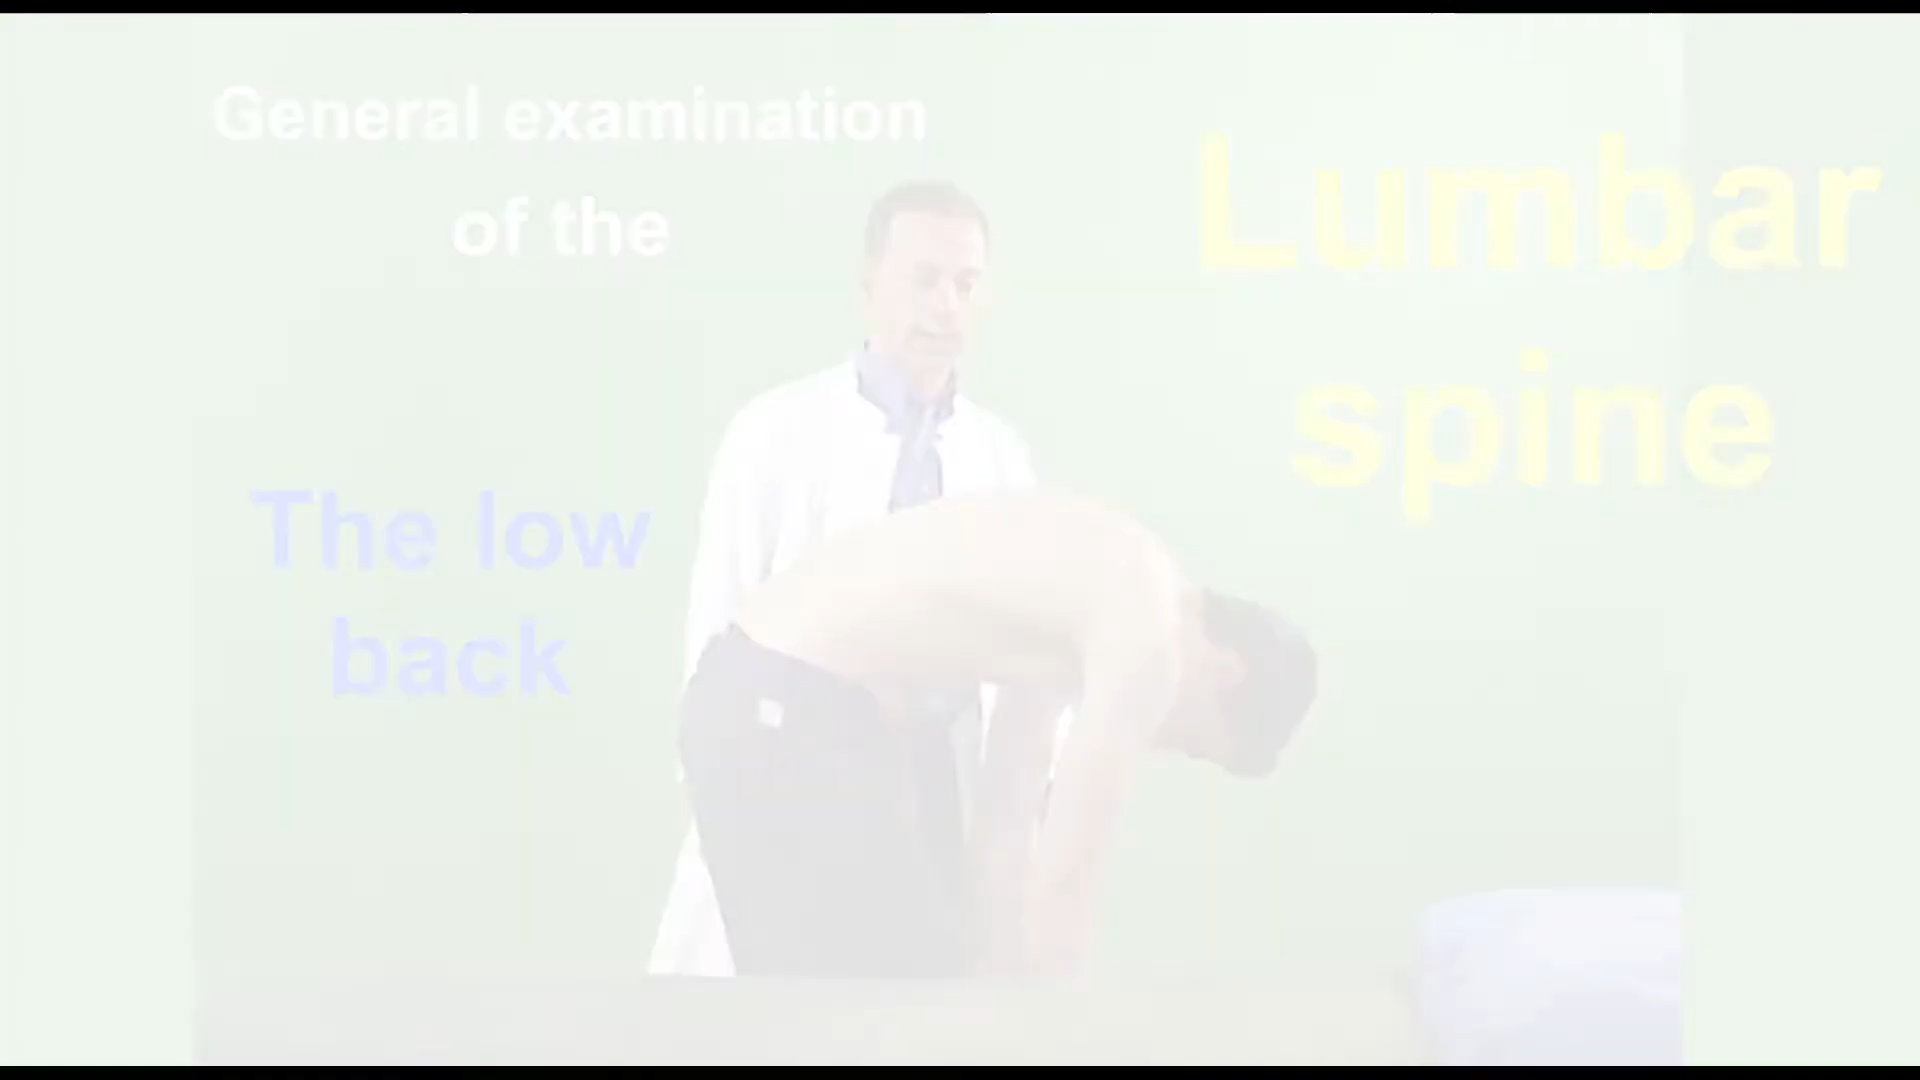 General examination
of the
Lumbar
spine
The low
back